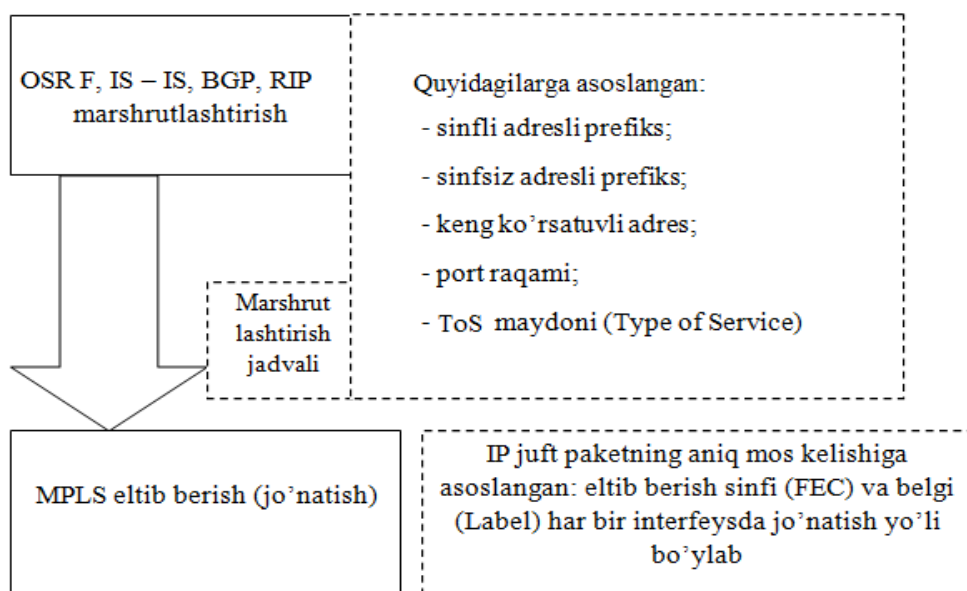 OSR F, IS – IS, BGP, RIP
marshrutlashtirish
Quyidagilarga asoslangan:
- sinfli adresli prefiks;
- sinfsiz adresli prefiks;
- keng ko’rsatuvli adres;
- port raqami;
- ToS maydoni (Type of Service)
Marshrut
lashtirish
jadvali
MPLS eltib berish (jo’natish)
IP juft paketning aniq mos kelishiga
asoslangan: eltib berish sinfi (FEC) va belgi
(Label) har bir interfeysda jo’natish yo’li
bo’ylab